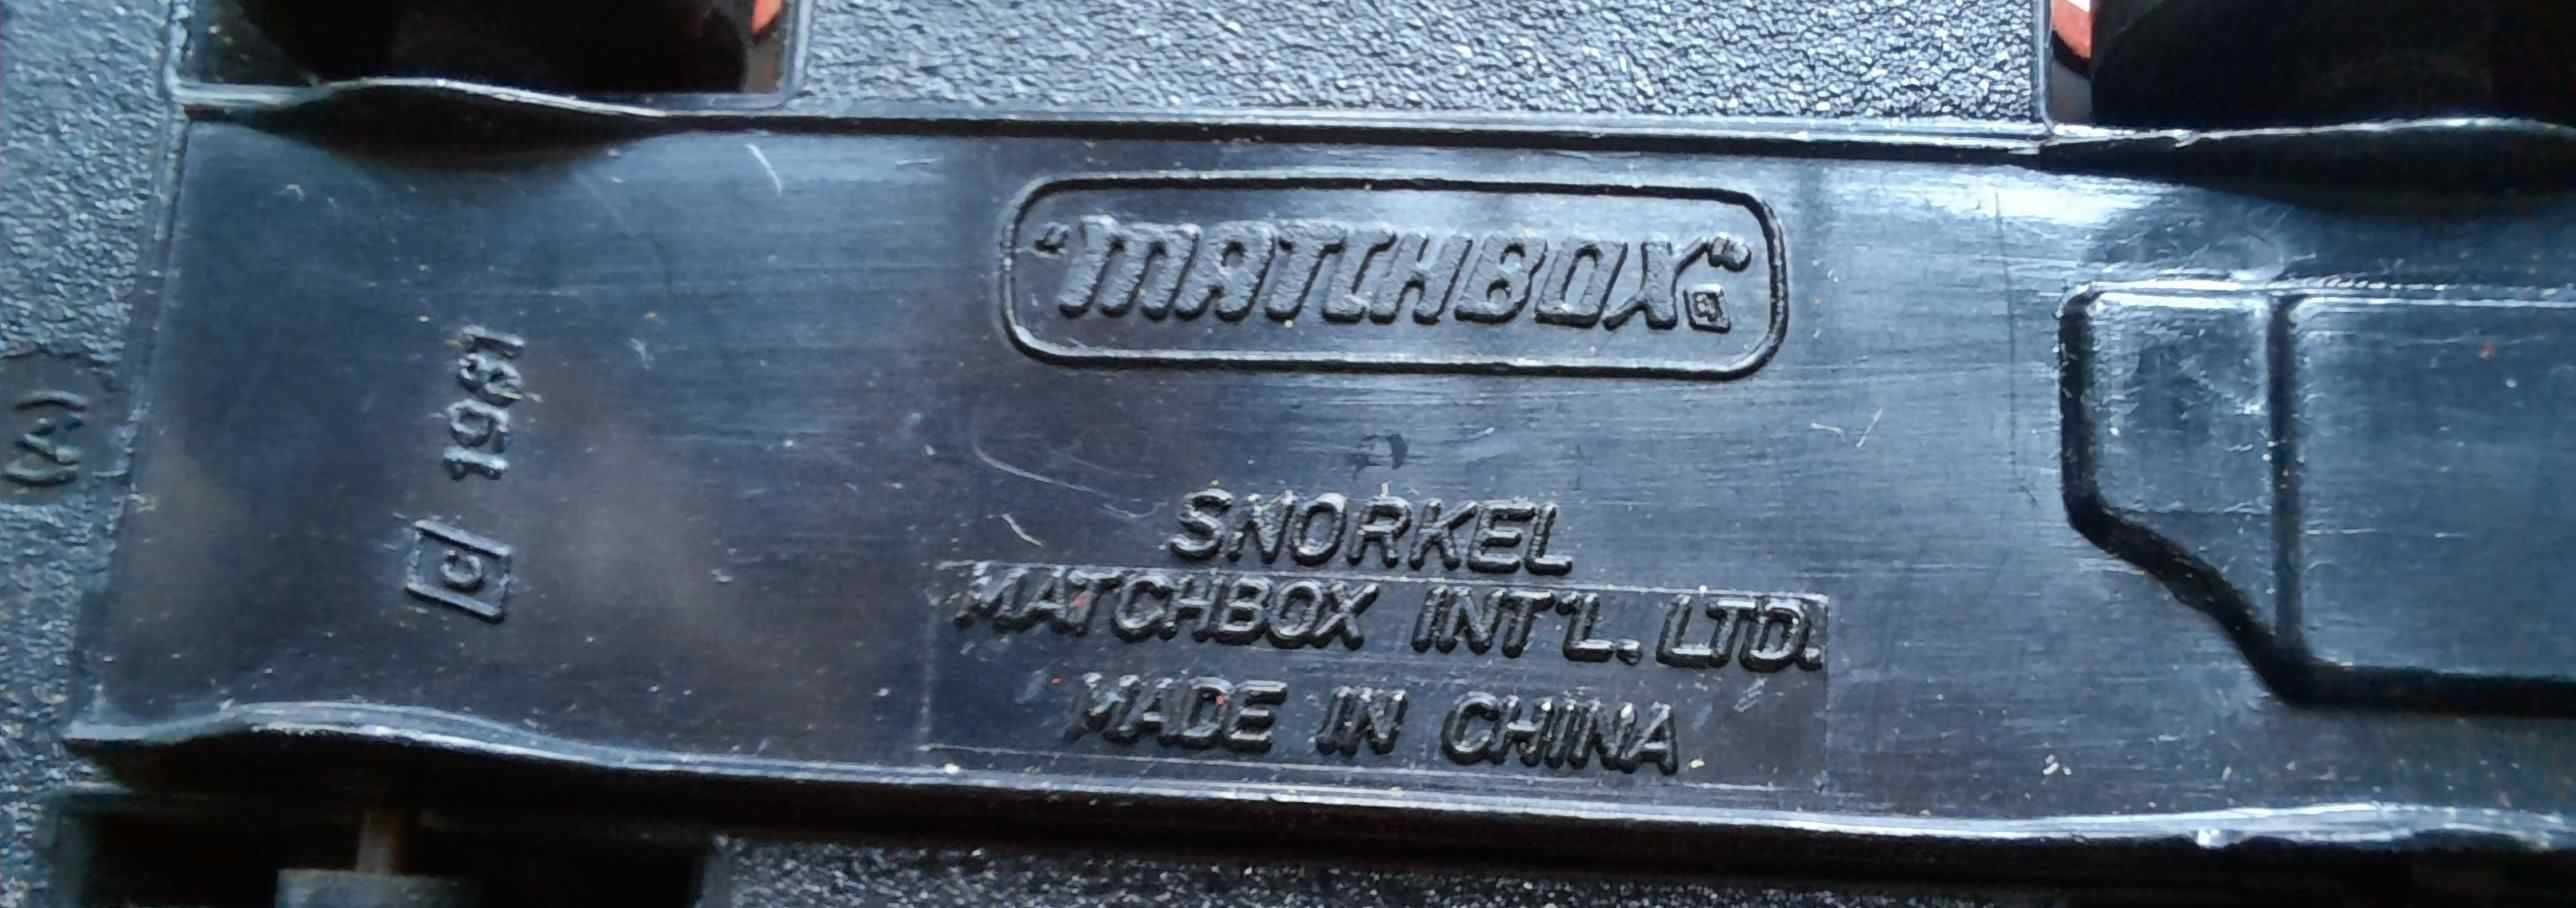 (A)
© 1981
"MATCHBOX" ®
SNORKEL
MATCHBOX INT'L. LTD.
MADE IN CHINA